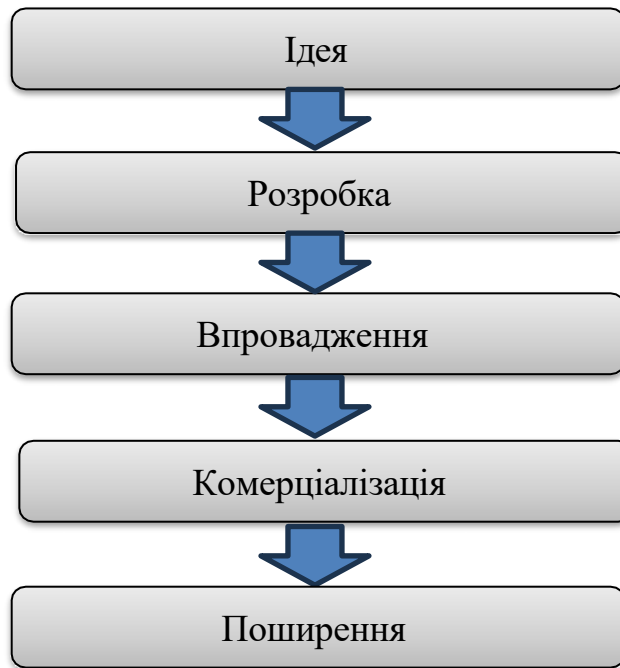 Ідея
Розробка
Впровадження
Комерціалізація
Поширення